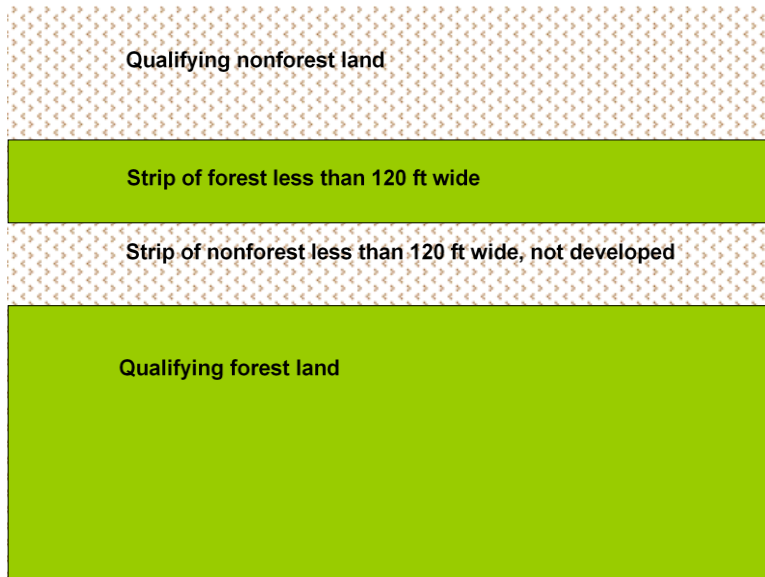 Qualifying nonforest land
Strip of forest less than 120 ft wide
Strip of nonforest less than 120 ft wide, not developed
Qualifying forest land